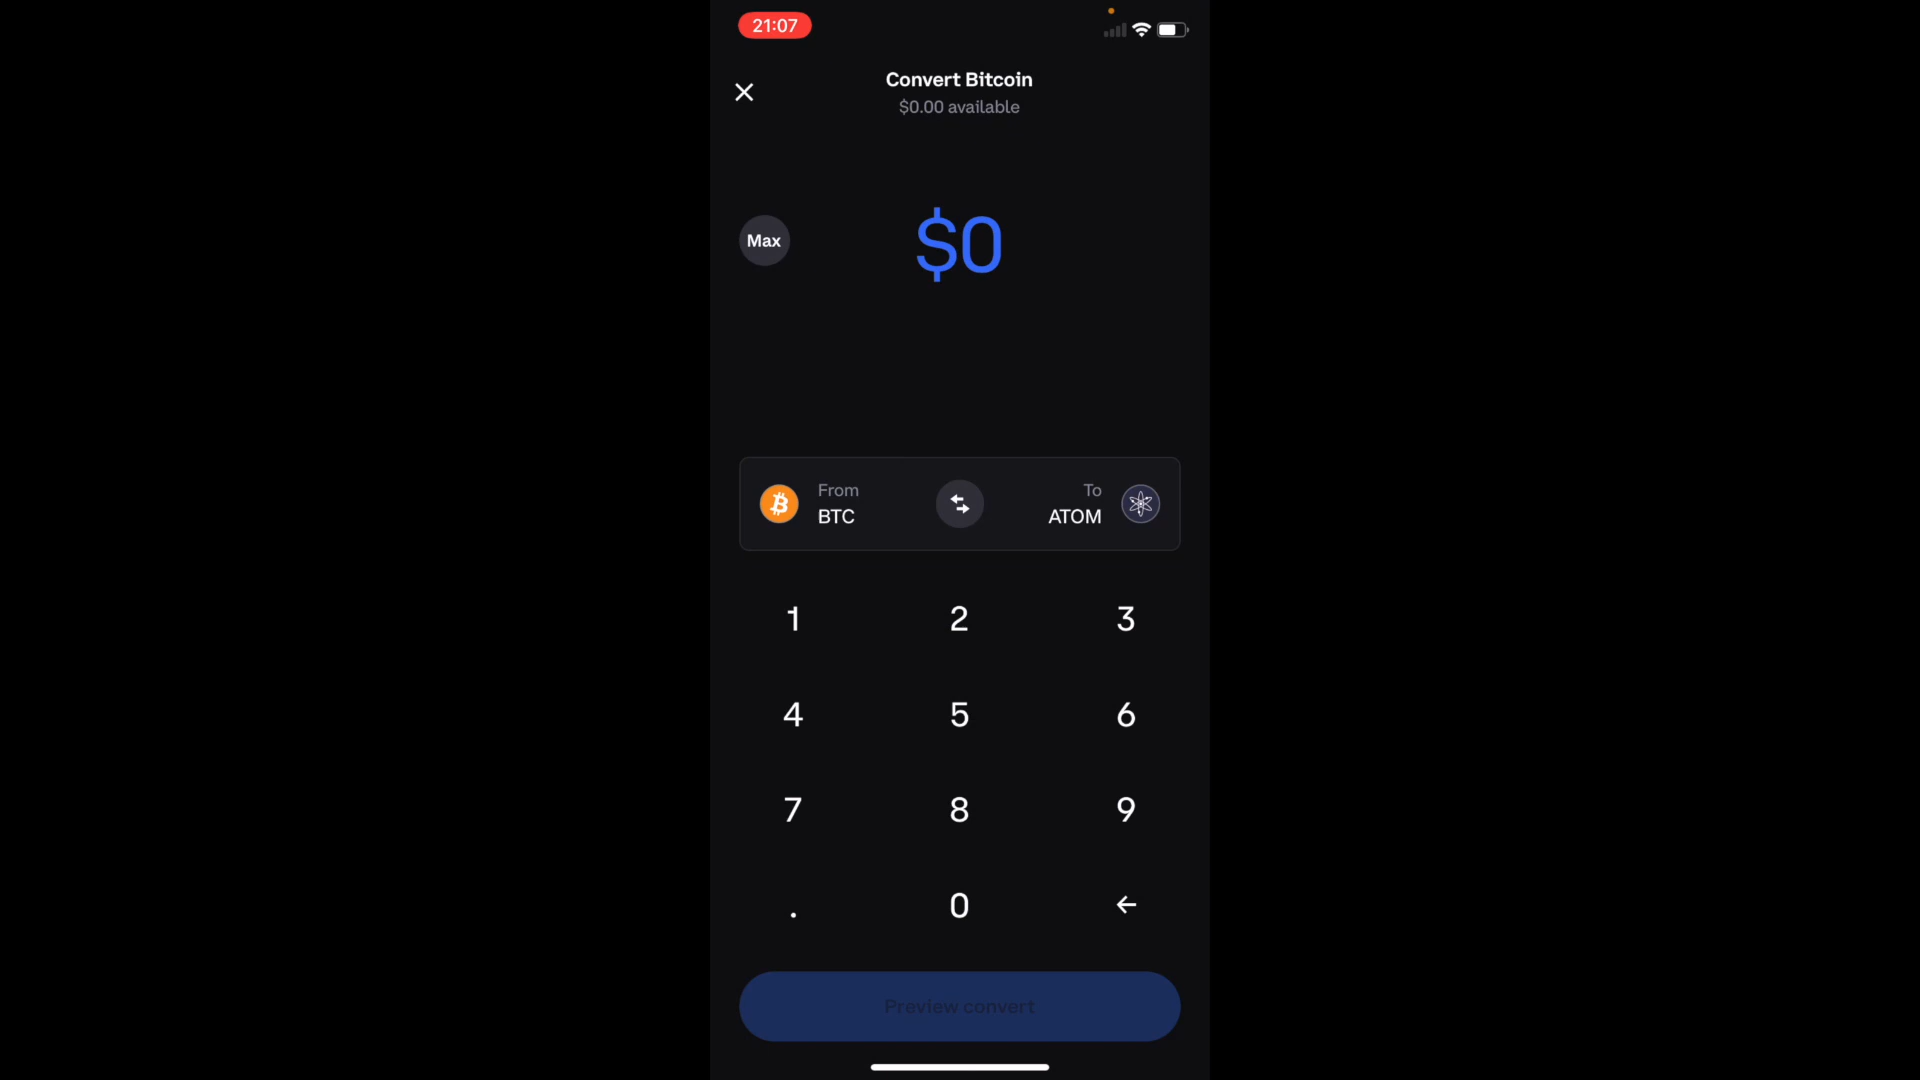 21:07
Convert Bitcoin
$0.00 available
Max
$0
From
BTC
To
ATOM
1 2 3
4 5 6
7 8 9
. 0
Preview convert